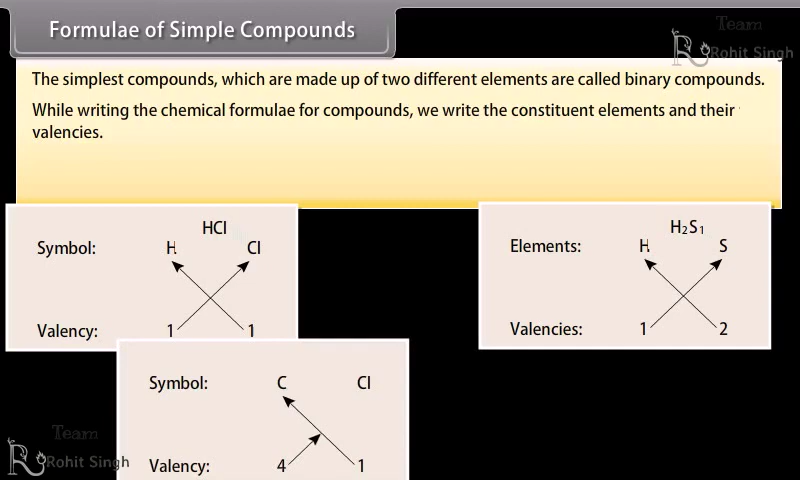 Formulae of Simple Compounds
Team
Rohit Singh
The simplest compounds, which are made up of two different elements are called binary compounds.
While writing the chemical formulae for compounds, we write the constituent elements and their
valencies.
HCl
Symbol: H Cl
Valency: 1 1
H₂S₁
Elements: H S
Valencies: 1 2
Symbol: C Cl
Valency: 4 1
Team
Rohit Singh